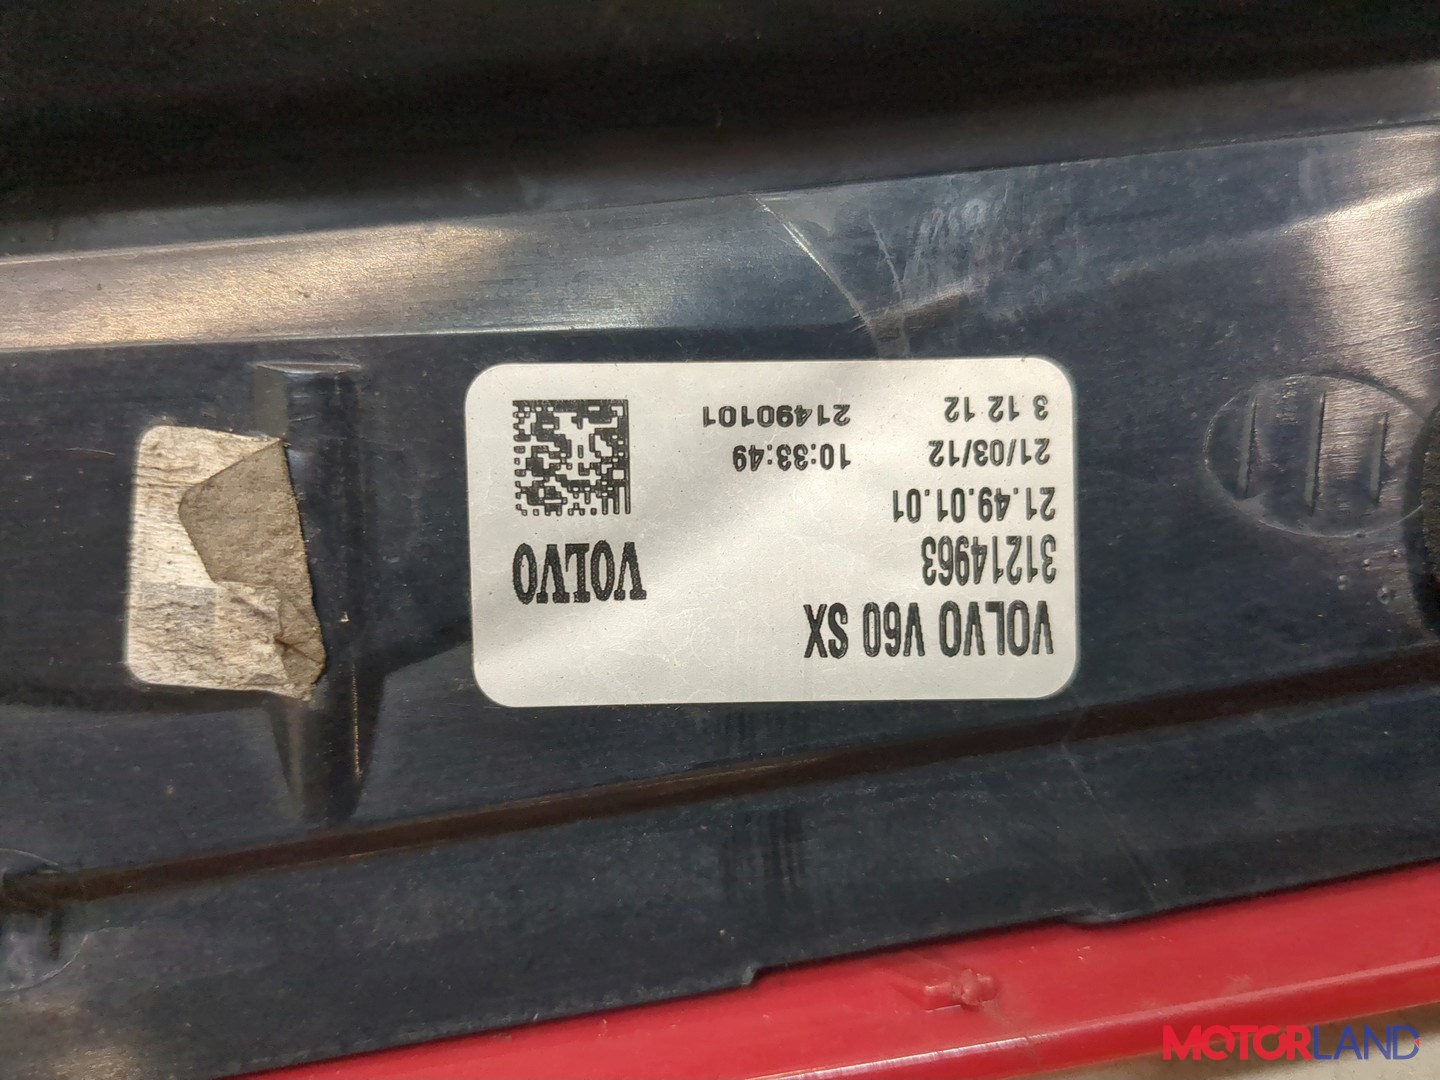 VOLVO V60 SX
31214963
VOLVO
21.49.01.01
21/03/12 10:33:49
3 12 12 21490101
MOTORLAND